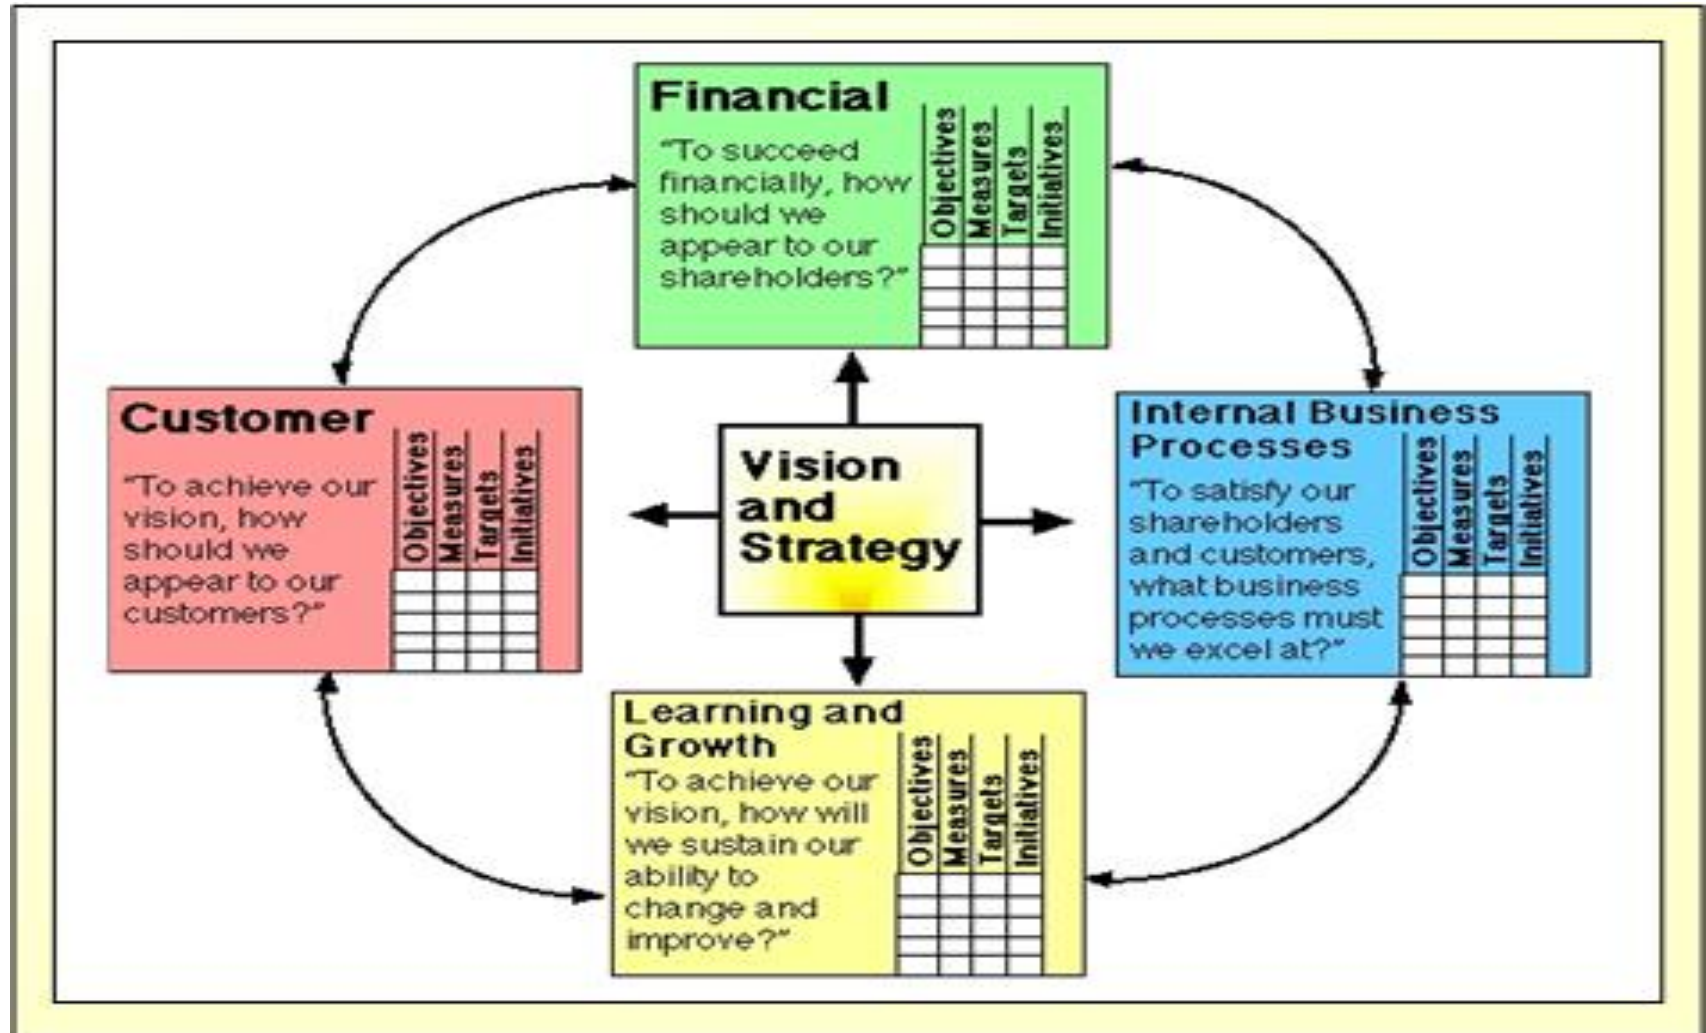 Financial
“To succeed
financially, how
should we
appear to our
shareholders?”
Objectives
Measures
Targets
Initiatives
Customer
“To achieve our
vision, how
should we
appear to our
customers?”
Objectives
Measures
Targets
Initiatives
Vision
and
Strategy
Internal Business
Processes
“To satisfy our
shareholders
and customers,
what business
processes must
we excel at?”
Objectives
Measures
Targets
Initiatives
Learning and
Growth
“To achieve our
vision, how will
we sustain our
ability to
change and
improve?”
Objectives
Measures
Targets
Initiatives